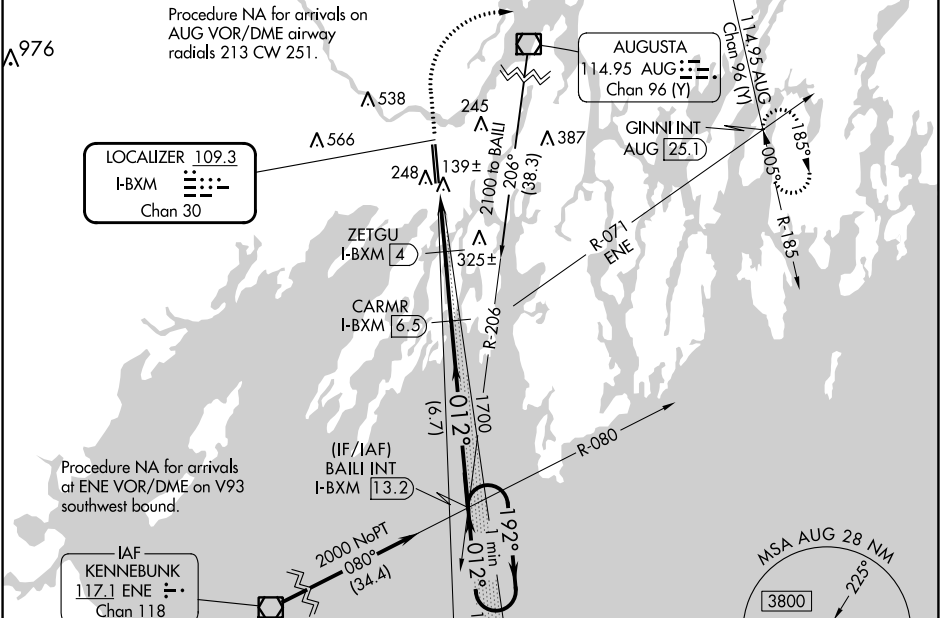 Procedure NA for arrivals on
AUG VOR/DME airway
radials 213 CW 251.
976
538
566
245
387
AUGUSTA
114.95 AUG
Chan 96 (Y)
114.95 AUG
Chan 96 (Y)
GINNI INT
AUG 25.1
185°
005°
R-185
LOCALIZER 109.3
I-BXM
Chan 30
248
139±
2100 to BAILI
206°
(38.3)
ZETGU
I-BXM 4
325±
R-071
ENE
CARMR
I-BXM 6.5
R-206
(6.7)
012°
1700
R-080
(IF/IAF)
BAILI INT
I-BXM 13.2
Procedure NA for arrivals
at ENE VOR/DME on V93
southwest bound.
192°
1 min
012°
2000 NoPT
080°
(34.4)
IAF
KENNEBUNK
117.1 ENE
Chan 118
MSA AUG 28 NM
225°
3800